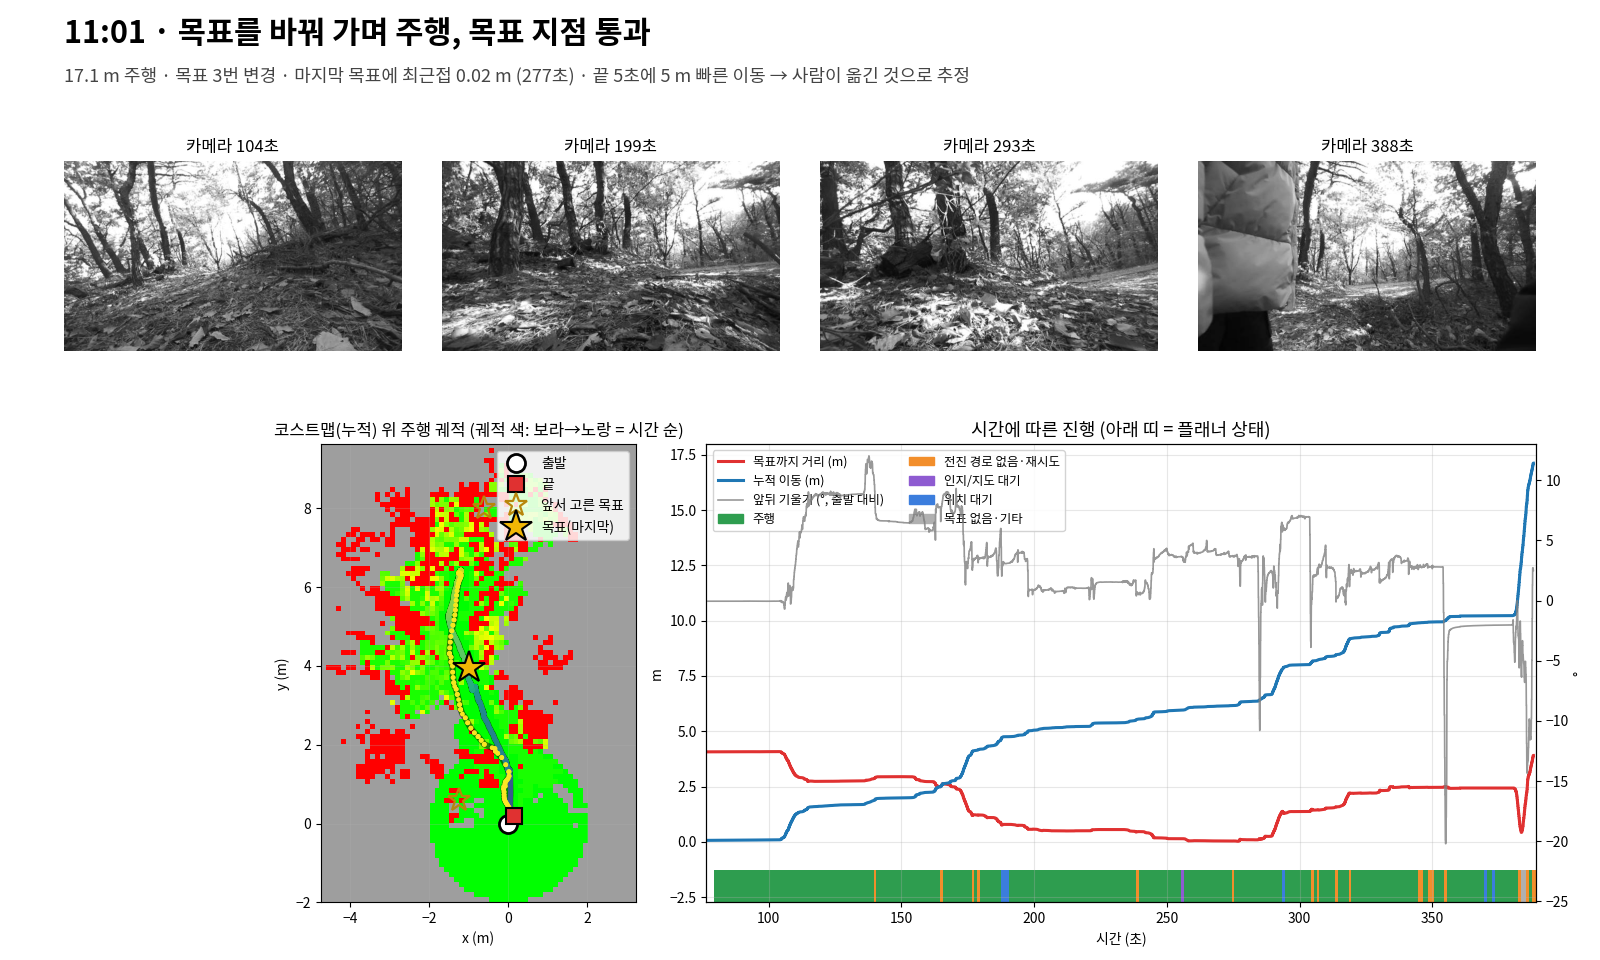 11:01 · 목표를 바꿔 가며 주행, 목표 지점 통과
17.1 m 주행 · 목표 3번 변경 · 마지막 목표에 최근접 0.02 m (277초) · 끝 5초에 5 m 빠른 이동 → 사람이 옮긴 것으로 추정
카메라 104초
카메라 199초
카메라 293초
카메라 388초
코스트맵(누적) 위 주행 궤적 (궤적 색: 보라→노랑 = 시간 순)
출발
끝
앞서 고른 목표
목표(마지막)
8
6
4
2
0
−2
y (m)
−4
−2
0
2
x (m)
시간에 따른 진행 (아래 띠 = 플래너 상태)
목표까지 거리 (m)
누적 이동 (m)
앞뒤 기울기 (°, 출발 대비)
주행
전진 경로 없음·재시도
인지/지도 대기
위치 대기
목표 없음·기타
17.5
15.0
12.5
10.0
7.5
5.0
2.5
0.0
−2.5
m
10
5
0
−5
−10
−15
−20
−25
°
100
150
200
250
300
350
시간 (초)